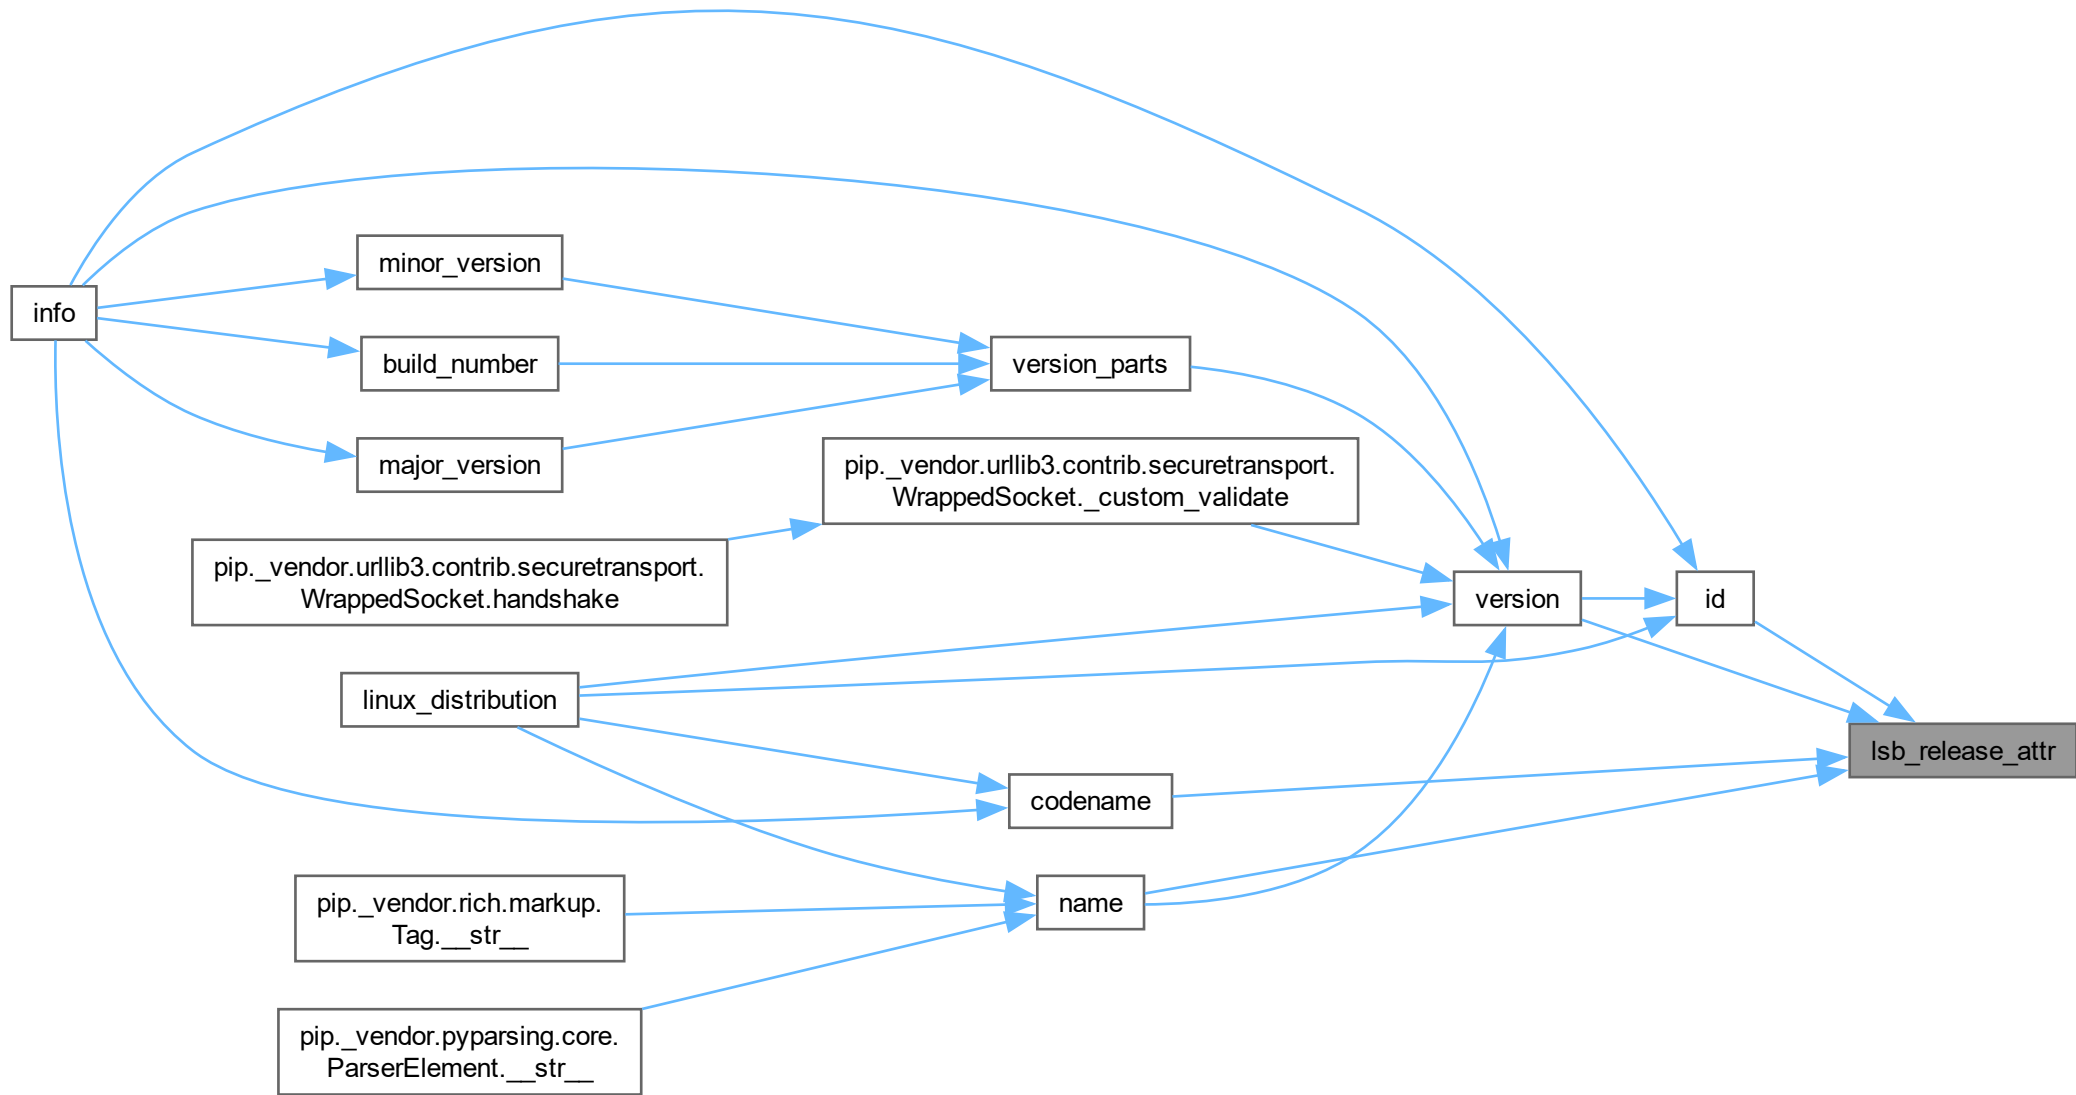 minor_version
info
build_number
version_parts
major_version
pip._vendor.urllib3.contrib.securetransport.
WrappedSocket._custom_validate
pip._vendor.urllib3.contrib.securetransport.
WrappedSocket.handshake
version
id
linux_distribution
lsb_release_attr
codename
name
pip._vendor.rich.markup.
Tag.__str__
pip._vendor.pyparsing.core.
ParserElement.__str__